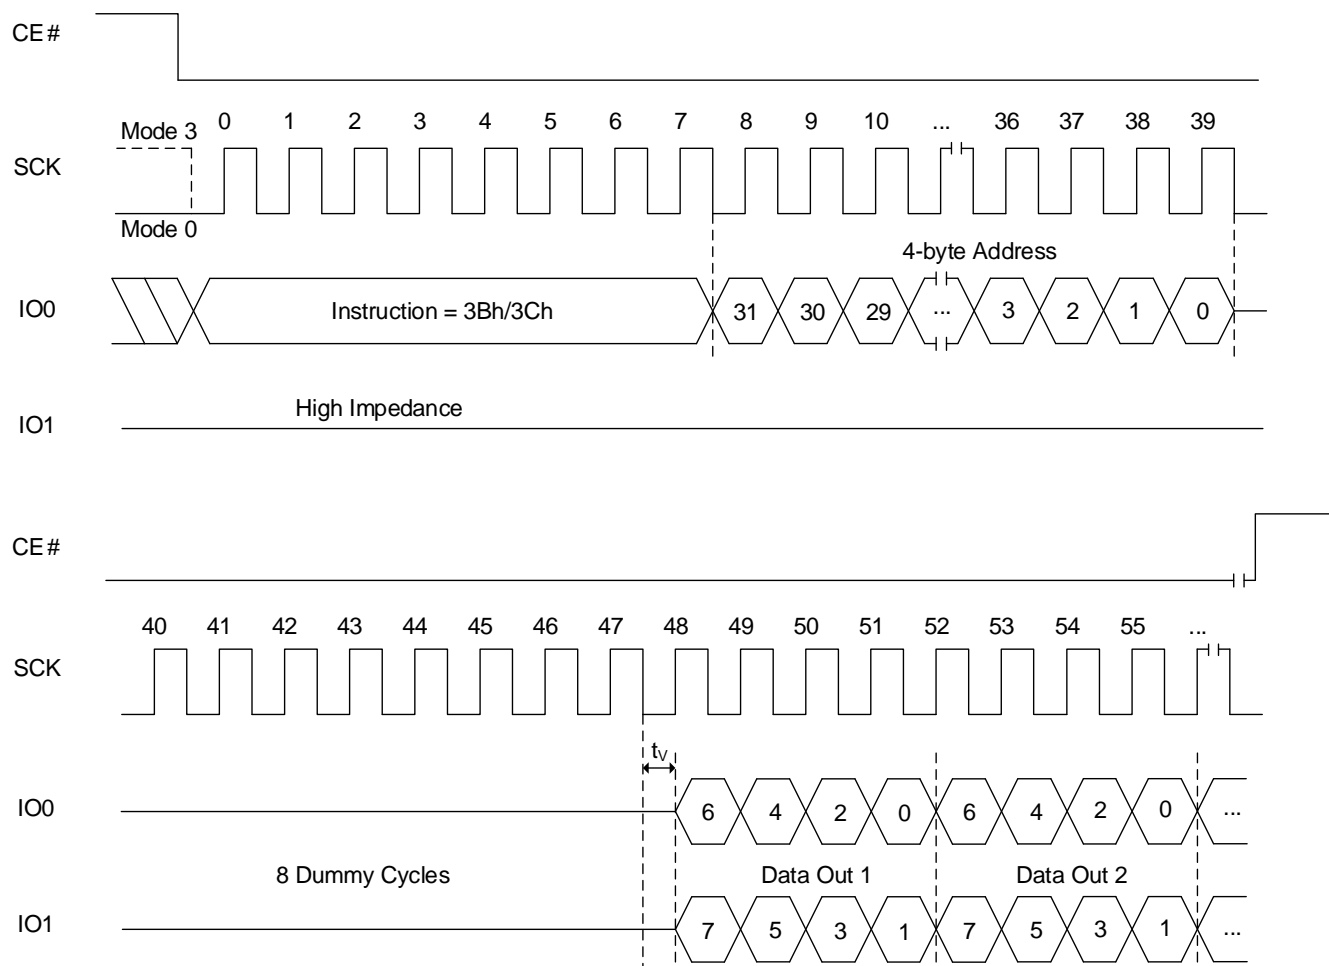 CE#
Mode 3 0 1 2 3 4 5 6 7 8 9 10 ... 36 37 38 39
SCK
Mode 0
4-byte Address
IO0 Instruction = 3Bh/3Ch 31 30 29 ... 3 2 1 0
High Impedance
IO1
CE#
40 41 42 43 44 45 46 47 48 49 50 51 52 53 54 55 ...
SCK
tV
IO0 6 4 2 0 6 4 2 0 ...
8 Dummy Cycles Data Out 1 Data Out 2
IO1 7 5 3 1 7 5 3 1 ...